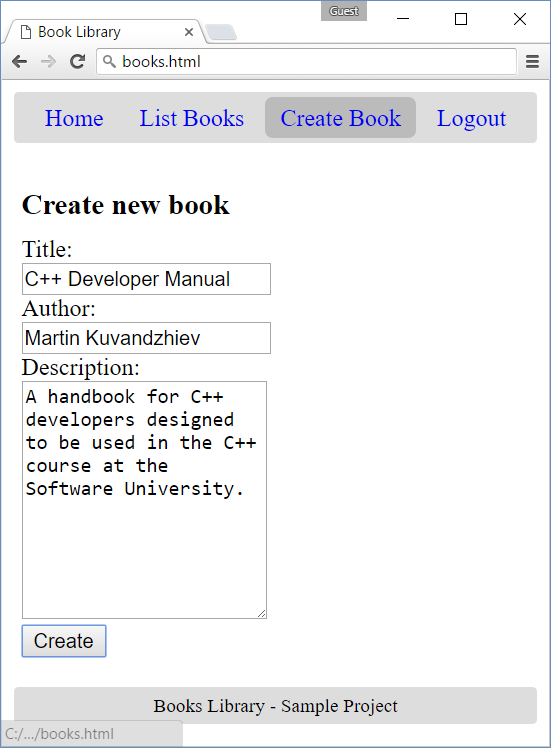 Guest
Book Library
books.html
Home List Books Create Book Logout
Create new book
Title:
C++ Developer Manual
Author:
Martin Kuvandzhiev
Description:
A handbook for C++
developers designed
to be used in the C++
course at the
Software University.
Create
Books Library - Sample Project
C:/.../books.html